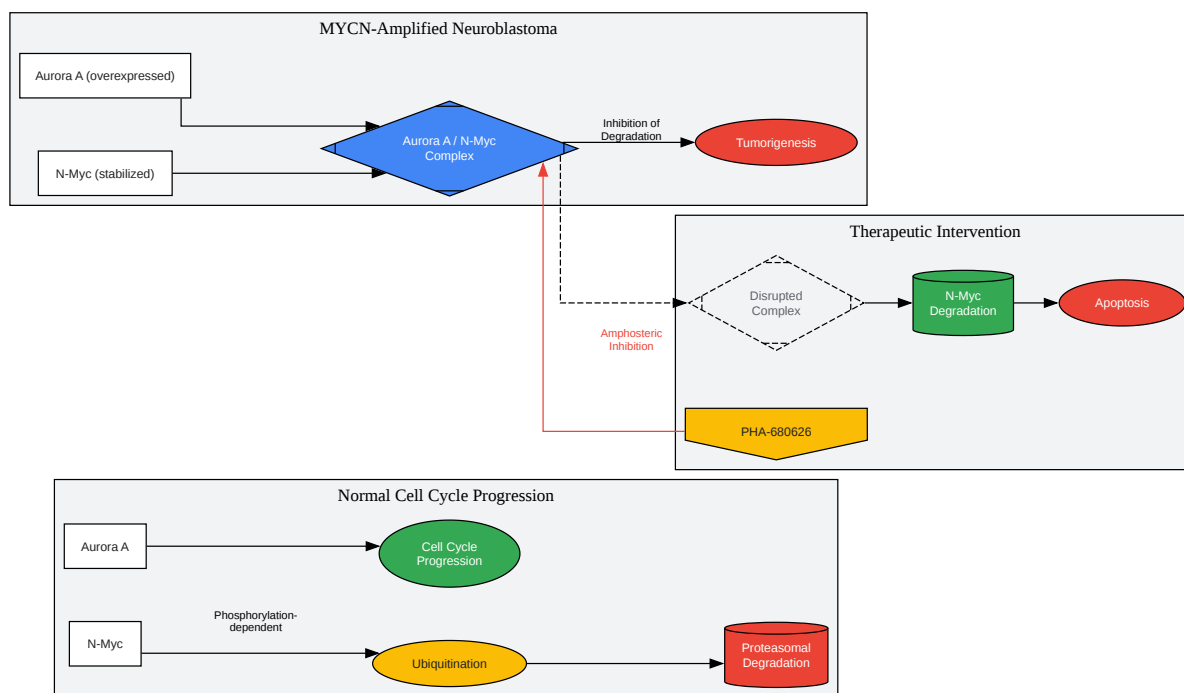 MYCN-Amplified Neuroblastoma
Aurora A (overexpressed)
N-Myc (stabilized)
Aurora A / N-Myc
Complex
Inhibition of
Degradation
Tumorigenesis
Therapeutic Intervention
Disrupted
Complex
N-Myc
Degradation
Apoptosis
Amphosteric
Inhibition
PHA-680626
Normal Cell Cycle Progression
Aurora A
Cell Cycle
Progression
N-Myc
Phosphorylation-
dependent
Ubiquitination
Proteasomal
Degradation